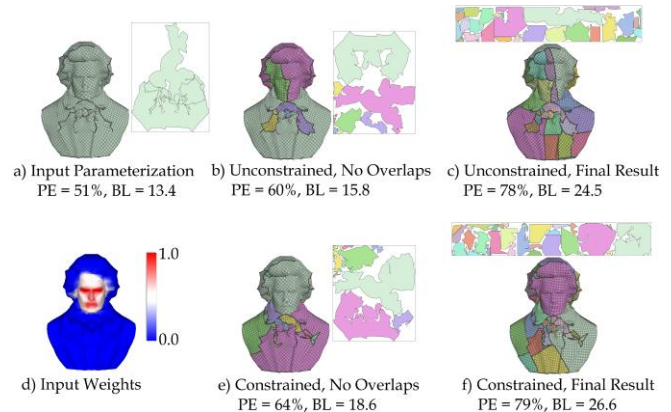 a) Input Parameterization
PE = 51%, BL = 13.4
b) Unconstrained, No Overlaps
PE = 60%, BL = 15.8
c) Unconstrained, Final Result
PE = 78%, BL = 24.5
1.0
0.0
d) Input Weights
e) Constrained, No Overlaps
PE = 64%, BL = 18.6
f) Constrained, Final Result
PE = 79%, BL = 26.6